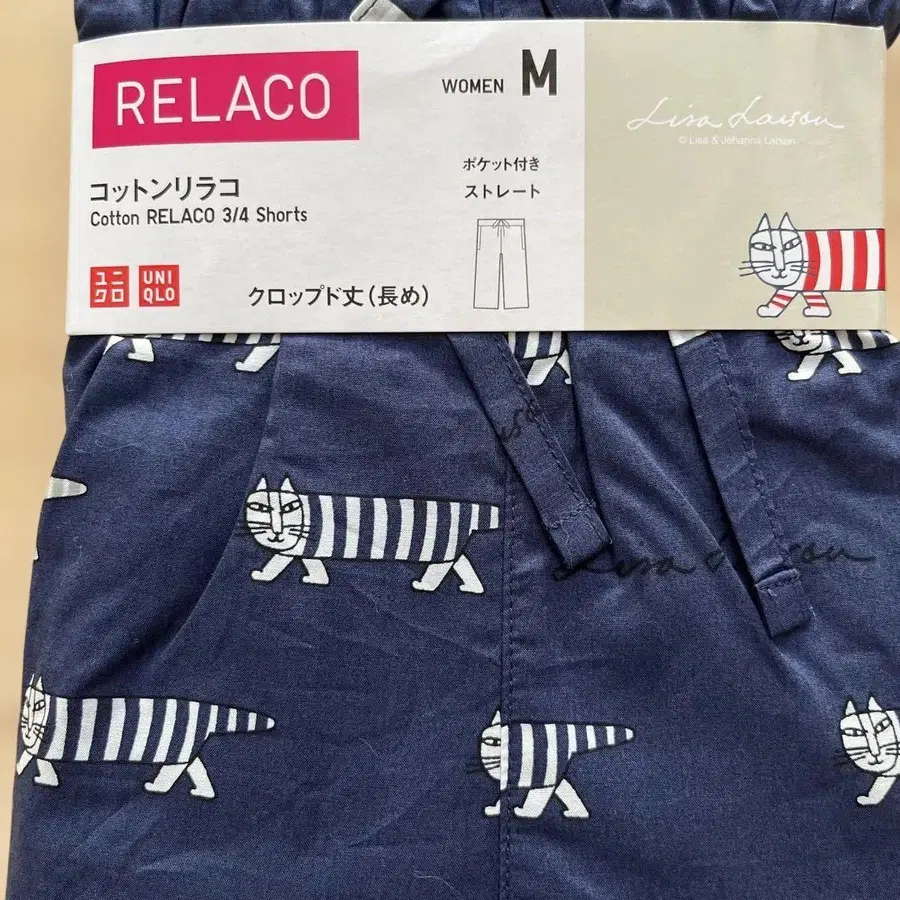 RELACO
WOMEN M
Lisa Larson
© Lisa & Johanna Larson
ポケット付き
ストレート
コットンリラコ
Cotton RELACO 3/4 Shorts
ユニ
クロ
UNI
QLO
クロップド丈(長め)
Lisa
Lisa Larson